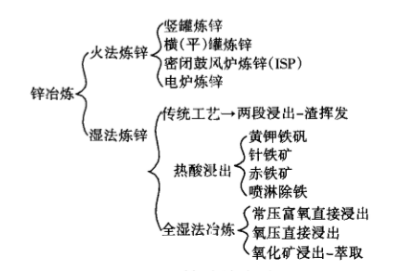 锌冶炼
火法炼锌
竖罐炼锌
横(平)罐炼锌
密闭鼓风炉炼锌(ISP)
电炉炼锌
湿法炼锌
传统工艺→两段浸出-渣挥发
热酸浸出
黄钾铁矾
针铁矿
赤铁矿
喷淋除铁
全湿法冶炼
常压富氧直接浸出
氧压直接浸出
氧化矿浸出-萃取